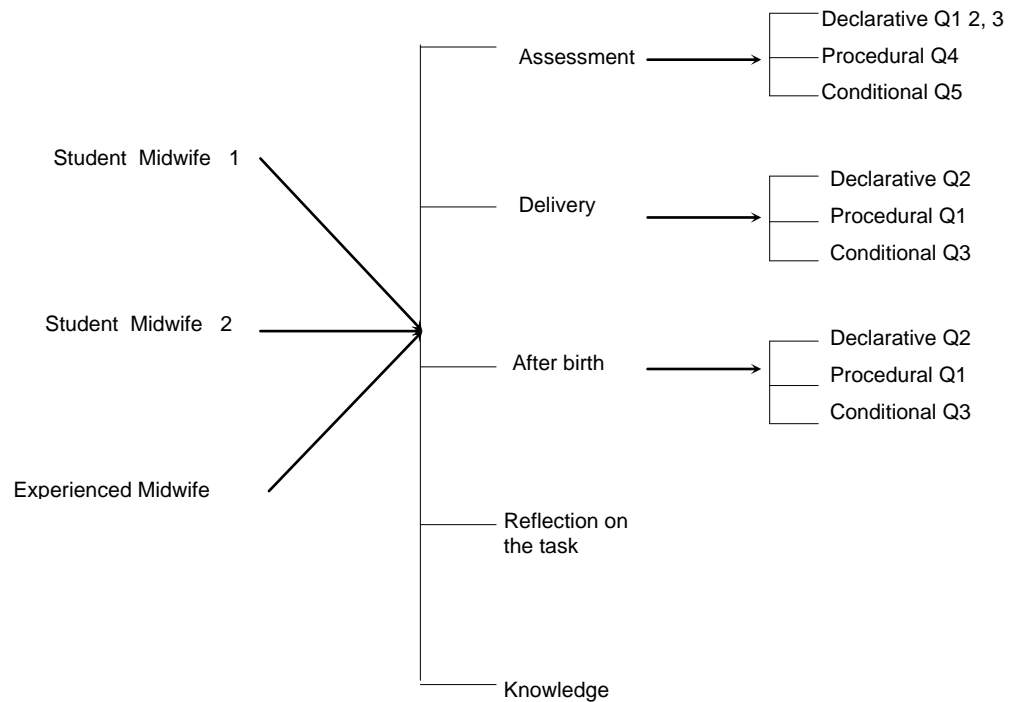 Student Midwife 1
Student Midwife 2
Experienced Midwife
Assessment
Declarative Q1 2, 3
Procedural Q4
Conditional Q5
Delivery
Declarative Q2
Procedural Q1
Conditional Q3
After birth
Declarative Q2
Procedural Q1
Conditional Q3
Reflection on
the task
Knowledge